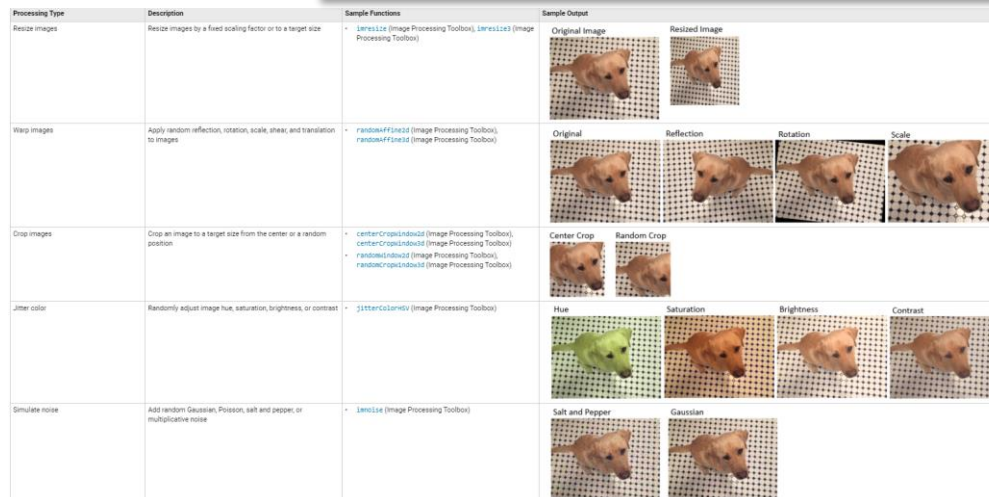 Processing Type Description Sample Functions Sample Output
Resize images
Resize images by a fixed scaling factor or to a target size
• imresize (Image Processing Toolbox), imresize3 (Image
Processing Toolbox)
Original Image Resized Image
Warp images
Apply random reflection, rotation, scale, shear, and translation
to images
• randomAffine2d (Image Processing Toolbox),
randomAffine3d (Image Processing Toolbox)
Original Reflection Rotation Scale
Crop images
Crop an image to a target size from the center or a random
position
• centerCropWindow2d (Image Processing Toolbox),
centerCropWindow3d (Image Processing Toolbox)
• randomWindow2d (Image Processing Toolbox),
randomCropWindow3d (Image Processing Toolbox)
Center Crop Random Crop
Jitter color
Randomly adjust image hue, saturation, brightness, or contrast
• jitterColorHSV (Image Processing Toolbox)
Hue Saturation Brightness Contrast
Simulate noise
Add random Gaussian, Poisson, salt and pepper, or
multiplicative noise
• imnoise (Image Processing Toolbox)
Salt and Pepper Gaussian